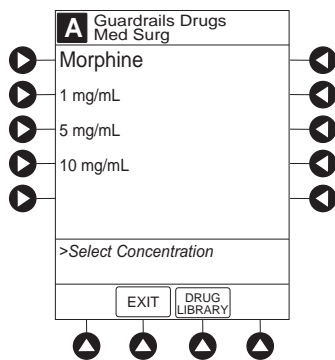 A Guardrails Drugs
Med Surg
Morphine
1 mg/mL
5 mg/mL
10 mg/mL
>Select Concentration
EXIT
DRUG
LIBRARY